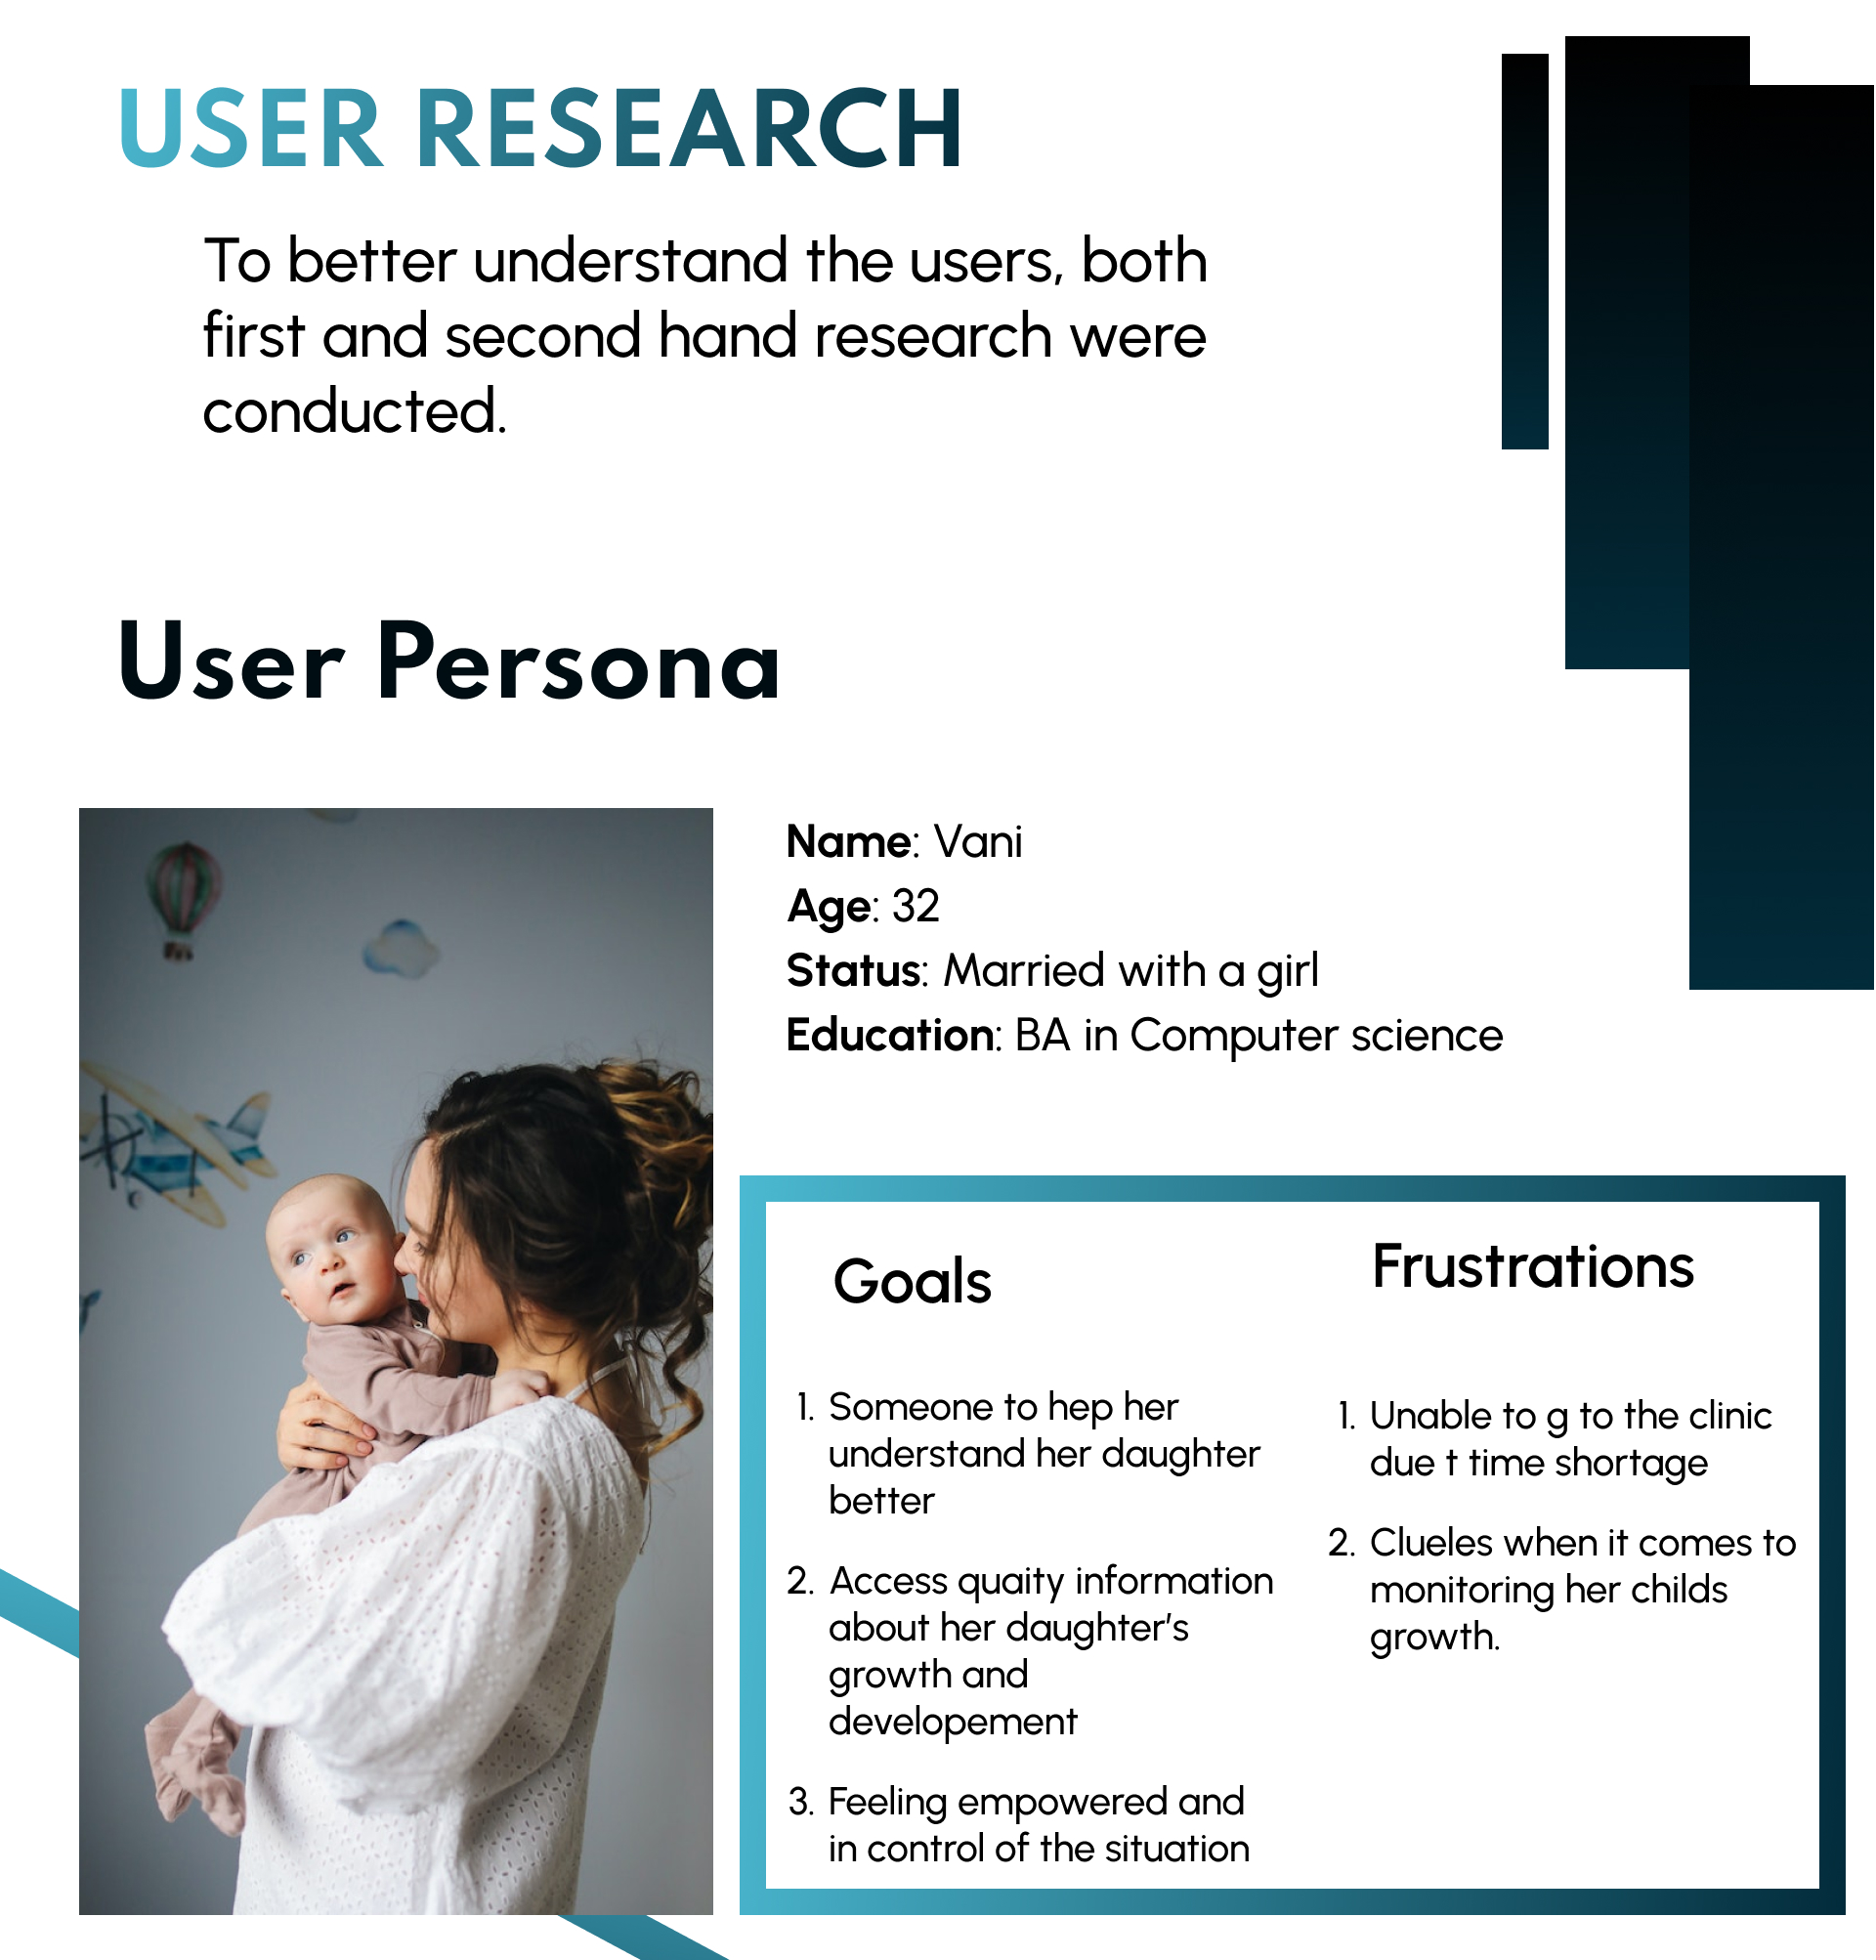 USER RESEARCH
To better understand the users, both
first and second hand research were
conducted.
User Persona
Name: Vani
Age: 32
Status: Married with a girl
Education: BA in Computer science
Goals
1. Someone to hep her
understand her daughter
better
2. Access quaity information
about her daughter's
growth and
developement
3. Feeling empowered and
in control of the situation
Frustrations
1. Unable to g to the clinic
due t time shortage
2. Clueles when it comes to
monitoring her childs
growth.